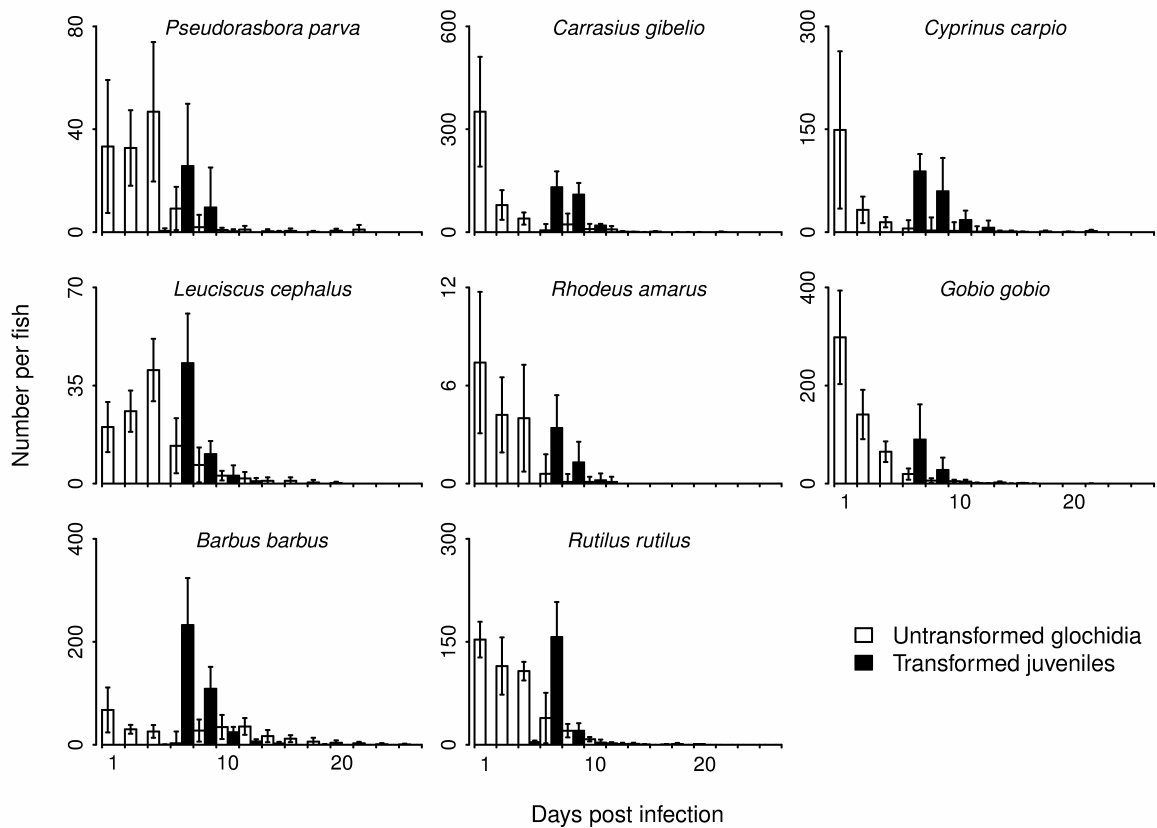 Pseudorasbora parva
Carrasius gibelio
Cyprinus carpio
80
40
0
600
300
0
300
150
0
Leuciscus cephalus
Rhodeus amarus
Gobio gobio
70
35
0
12
6
0
400
200
0
1
10
20
Barbus barbus
Rutilus rutilus
400
200
0
300
150
0
1
10
20
1
10
20
Number per fish
Untransformed glochidia
Transformed juveniles
Days post infection